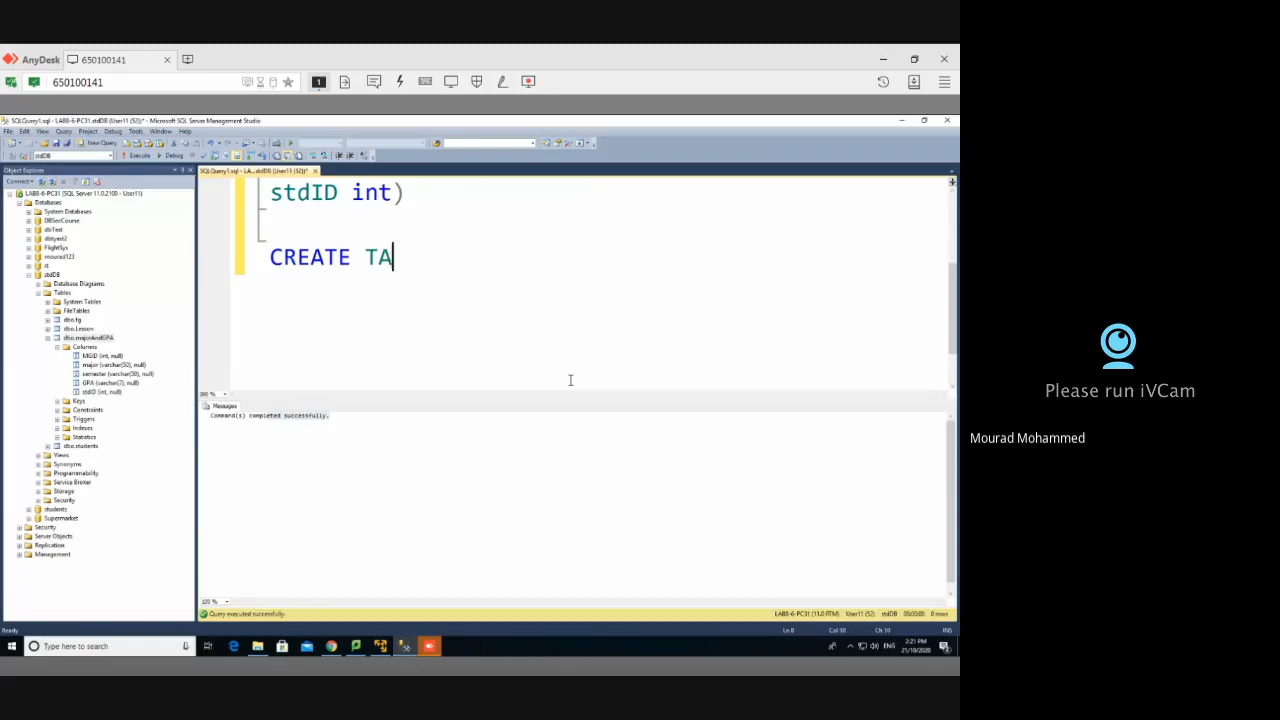 AnyDesk
650100141
650100141
SQLQuery1.sql - LAB8-6-PC31.stdDB (User11 (52))* - Microsoft SQL Server Management Studio
File Edit View Query Project Debug Tools Window Help
New Query
stdDB
Execute
Debug
Object Explorer
SQLQuery1.sql - LA...stdDB (User11 (52))*
Connect
LAB8-6-PC31 (SQL Server 11.0.2100 - User11)
Databases
System Databases
DBSecCourse
dbTest
FlightSys
mourad123
stdDB
Database Diagrams
Tables
System Tables
FileTables
dbo.fg
dbo.Lesson
dbo.majorAndGPA
Columns
MGID (int, null)
major (varchar(50), null)
semester (varchar(50), null)
GPA (varchar(7), null)
stdID (int, null)
Keys
Constraints
Triggers
Indexes
Statistics
dbo.students
Views
Synonyms
Programmability
Service Broker
Storage
Security
students
Supermarket
Security
Server Objects
Replication
Management
stdID int)
CREATE TA
Messages
Command(s) completed successfully.
100 %
Query executed successfully.
LAB8-6-PC31 (11.0 RTM)
User11 (52)
stdDB
00:00:00
0 rows
Ready
Ln 8
Ch 10
INS
Type here to search
ENG
2:21 PM
21/10/2020
Please run iVCam
Mourad Mohammed